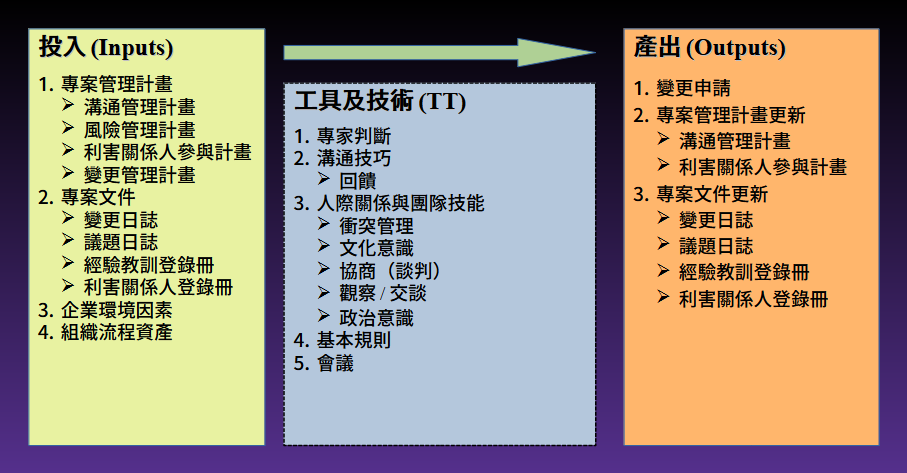 投入 (Inputs)
1. 專案管理計畫
➢ 溝通管理計畫
➢ 風險管理計畫
➢ 利害關係人參與計畫
➢ 變更管理計畫
2. 專案文件
➢ 變更日誌
➢ 議題日誌
➢ 經驗教訓登錄冊
➢ 利害關係人登錄冊
3. 企業環境因素
4. 組織流程資產
工具及技術 (TT)
1. 專家判斷
2. 溝通技巧
➢ 回饋
3. 人際關係與團隊技能
➢ 衝突管理
➢ 文化意識
➢ 協商（談判）
➢ 觀察 / 交談
➢ 政治意識
4. 基本規則
5. 會議
產出 (Outputs)
1. 變更申請
2. 專案管理計畫更新
➢ 溝通管理計畫
➢ 利害關係人參與計畫
3. 專案文件更新
➢ 變更日誌
➢ 議題日誌
➢ 經驗教訓登錄冊
➢ 利害關係人登錄冊